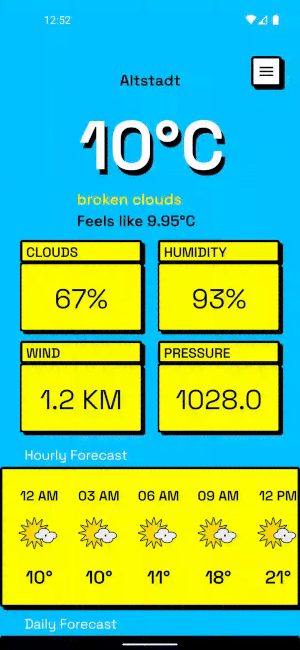 12:52
Altstadt
10°C
broken clouds
Feels like 9.95°C
CLOUDS HUMIDITY
67% 93%
WIND PRESSURE
1.2 KM 1028.0
Hourly Forecast
12 AM 03 AM 06 AM 09 AM 12 PM
10° 10° 11° 18° 21°
Daily Forecast